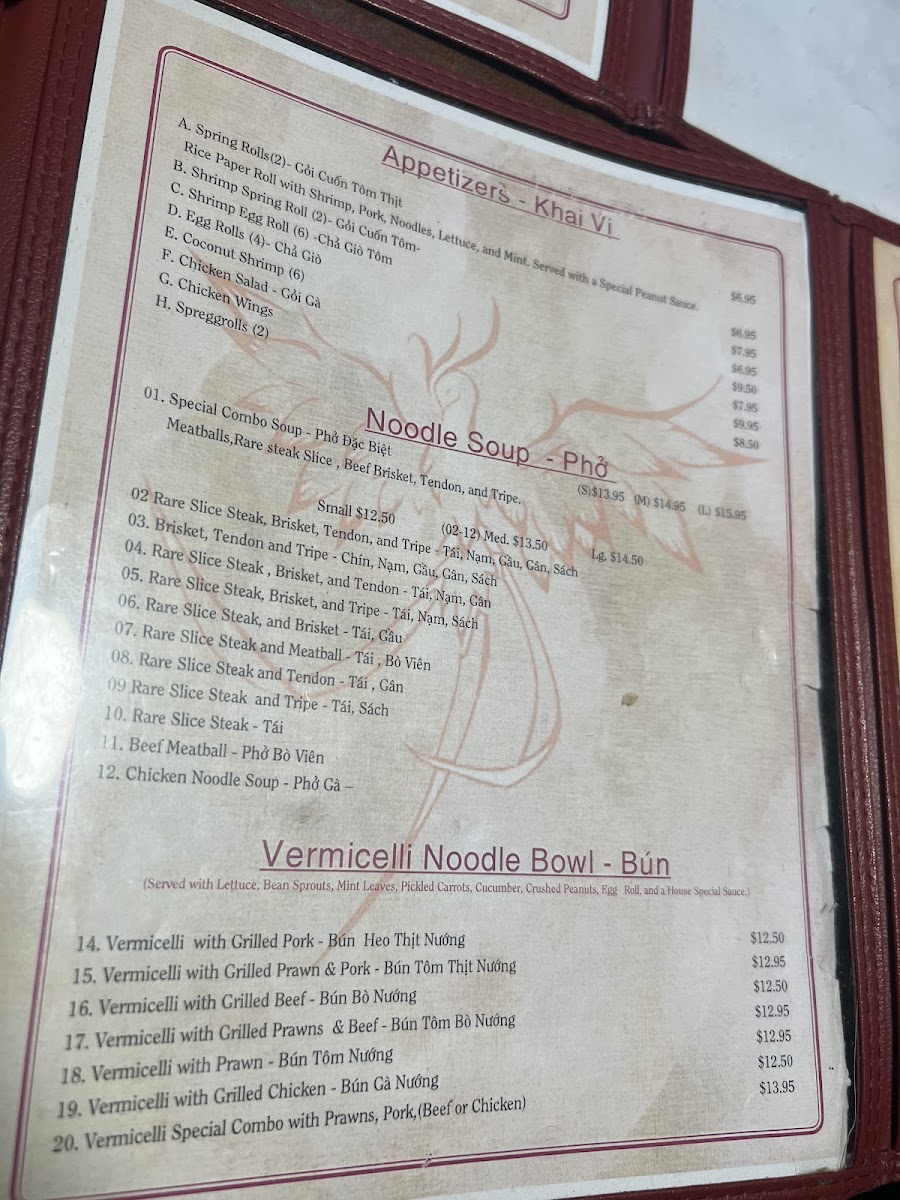 Appetizers - Khai Vị
A. Spring Rolls(2)- Gỏi Cuốn Tôm Thịt
Rice Paper Roll with Shrimp, Pork, Noodles, Lettuce, and Mint. Served with a Special Peanut Sauce. $6.95
B. Shrimp Spring Roll (2)- Gỏi Cuốn Tôm- $6.95
C. Shrimp Egg Roll (6) -Chả Giò Tôm $7.95
D. Egg Rolls (4)- Chả Giò $6.95
E. Coconut Shrimp (6) $9.50
F. Chicken Salad - Gỏi Gà $7.95
G. Chicken Wings $9.95
H. Spreggrolls (2) $8.50
Noodle Soup - Phở
01. Special Combo Soup - Phở Đặc Biệt (S)$13.95 (M) $14.95 (L) $15.95
Meatballs,Rare steak Slice , Beef Brisket, Tendon, and Tripe.
Small $12.50 (02-12) Med. $13.50 Lg. $14.50
02 Rare Slice Steak, Brisket, Tendon, and Tripe - Tái, Nạm, Gầu, Gân, Sách
03. Brisket, Tendon and Tripe - Chín, Nạm, Gầu, Gân, Sách
04. Rare Slice Steak , Brisket, and Tendon - Tái, Nạm, Gân
05. Rare Slice Steak, Brisket, and Tripe - Tái, Nạm, Sách
06. Rare Slice Steak, and Brisket - Tái, Gầu
07. Rare Slice Steak and Meatball - Tái , Bò Viên
08. Rare Slice Steak and Tendon - Tái , Gân
09 Rare Slice Steak and Tripe - Tái, Sách
10. Rare Slice Steak - Tái
11. Beef Meatball - Phở Bò Viên
12. Chicken Noodle Soup - Phở Gà –
Vermicelli Noodle Bowl - Bún
(Served with Lettuce, Bean Sprouts, Mint Leaves, Pickled Carrots, Cucumber, Crushed Peanuts, Egg Roll, and a House Special Sauce.)
14. Vermicelli with Grilled Pork - Bún Heo Thịt Nướng $12.50
15. Vermicelli with Grilled Prawn & Pork - Bún Tôm Thịt Nướng $12.95
16. Vermicelli with Grilled Beef - Bún Bò Nướng $12.50
17. Vermicelli with Grilled Prawns & Beef - Bún Tôm Bò Nướng $12.95
18. Vermicelli with Prawn - Bún Tôm Nướng $12.95
19. Vermicelli with Grilled Chicken - Bún Gà Nướng $12.50
20. Vermicelli Special Combo with Prawns, Pork,(Beef or Chicken) $13.95